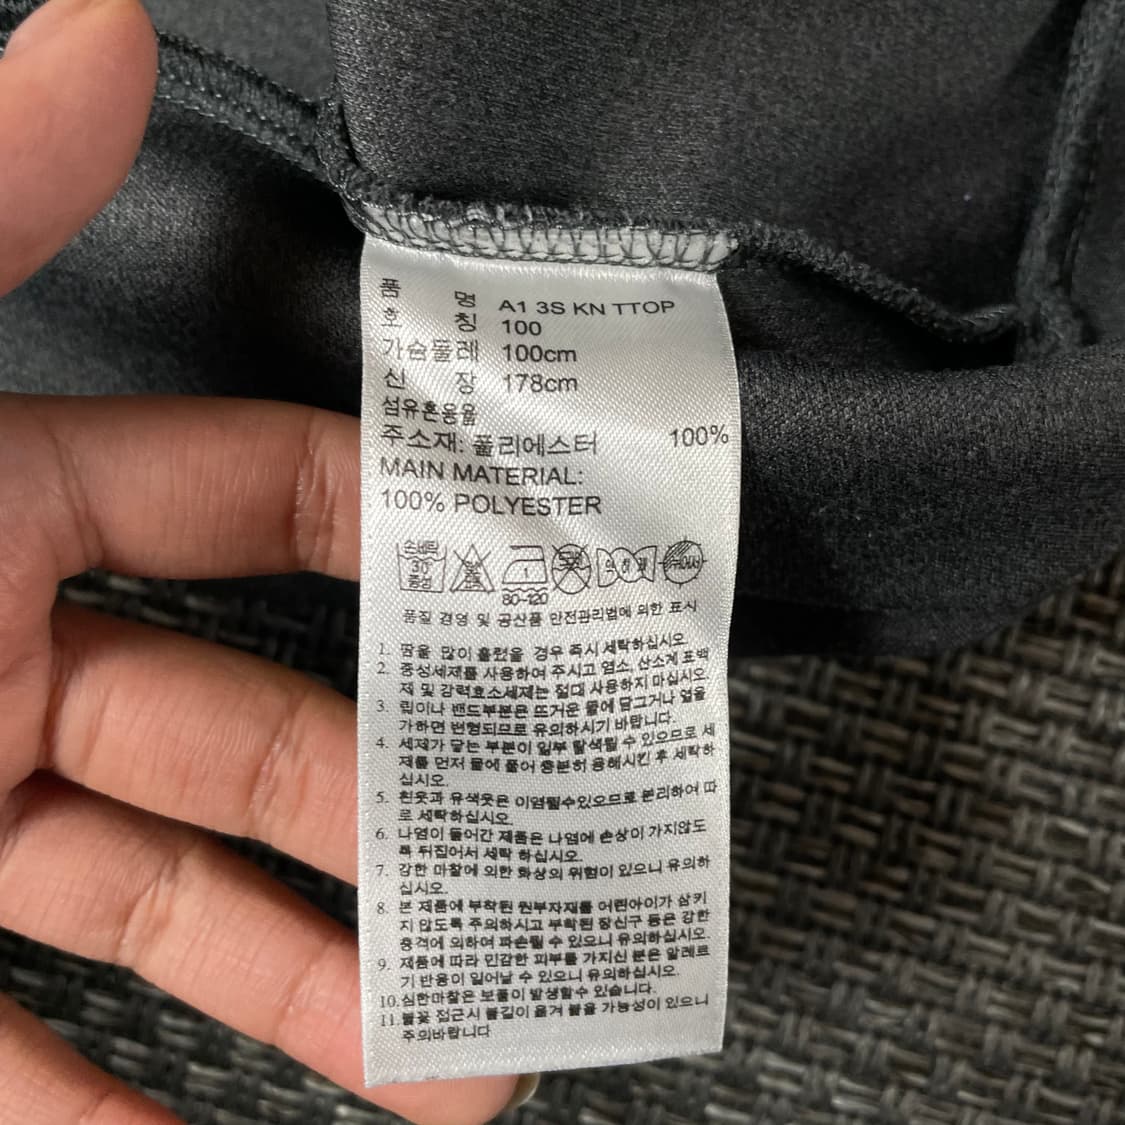 품 명 A1 3S KN TTOP
호 칭 100
가슴둘레 100cm
신 장 178cm
섬유혼용율
주소재: 폴리에스터 100%
MAIN MATERIAL:
100% POLYESTER
손세탁 30° 중성 80-120 약하게 뉘어서
품질 경영 및 공산품 안전관리법에 의한 표시
1. 땀을 많이 흘렸을 경우 즉시 세탁하십시오.
2. 중성세제를 사용하여 주시고 염소, 산소계 표백
제 및 강력효소세제는 절대 사용하지 마십시오.
3. 립이나 밴드부분은 뜨거운 물에 담그거나 열을
가하면 변형되므로 유의하시기 바랍니다.
4. 세제가 닿는 부분이 일부 탈색될 수 있으므로 세
제를 먼저 물에 풀어 충분히 용해시킨 후 세탁하
십시오.
5. 흰옷과 유색옷은 이염될수있으므로 분리하여 따
로 세탁하십시오.
6. 나염이 들어간 제품은 나염에 손상이 가지않도
록 뒤집어서 세탁 하십시오.
7. 강한 마찰에 의한 화상의 위험이 있으니 유의하
십시오.
8. 본 제품에 부착된 원부자재를 어린아이가 삼키
지 않도록 주의하시고 부착된 장신구 등은 강한
충격에 의하여 파손될 수 있으니 유의하십시오.
9. 제품에 따라 민감한 피부를 가지신 분은 알레르
기 반응이 일어날 수 있으니 유의하십시오.
10.심한마찰은 보풀이 발생할수 있습니다.
11.불꽃 접근시 불길이 옮겨 붙을 가능성이 있으니
주의바랍니다